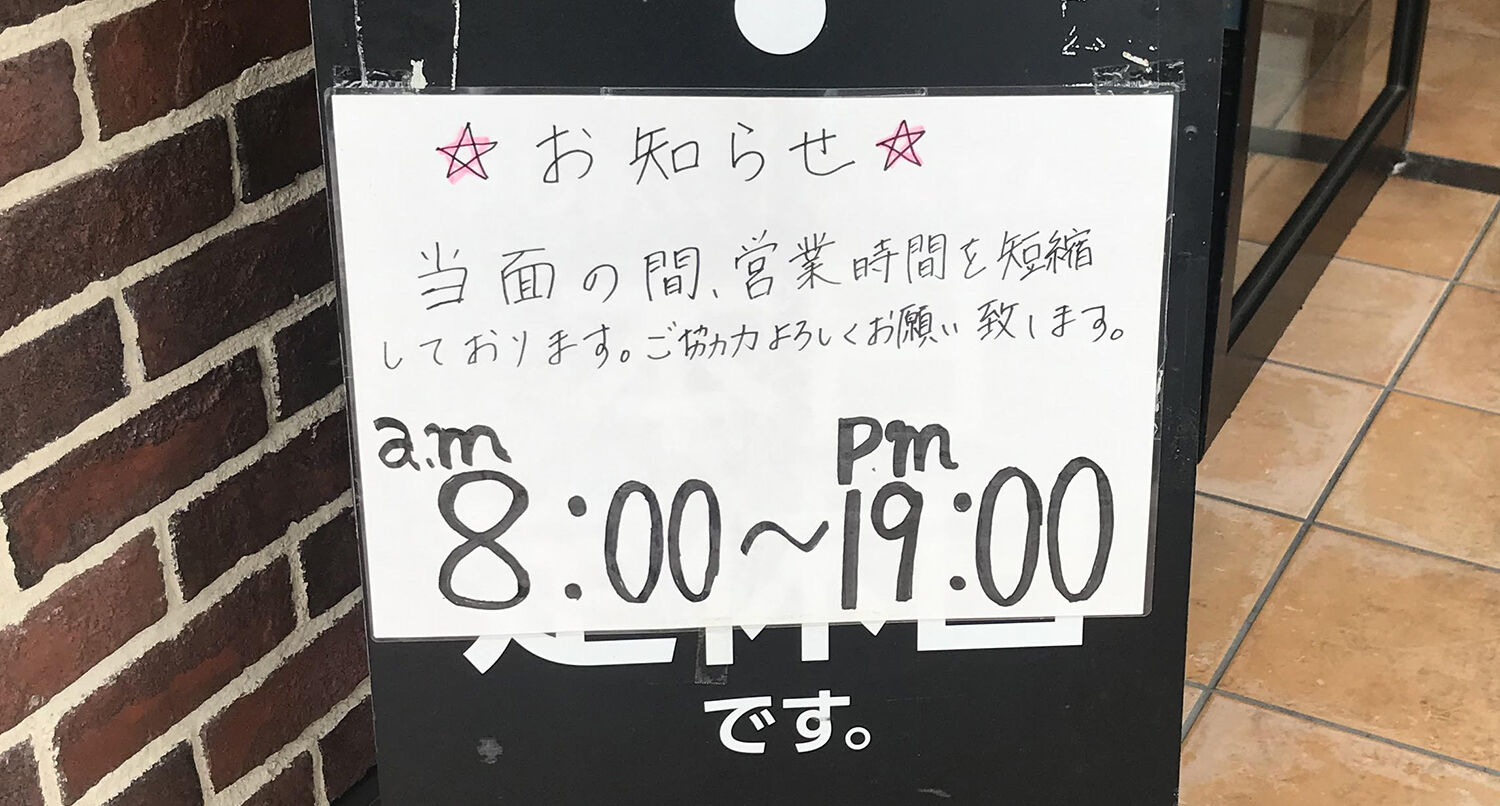 ☆お知らせ☆
当面の間、営業時間を短縮
しております。ご協力よろしくお願い致します。
a.m 8:00～p.m 19:00
です。